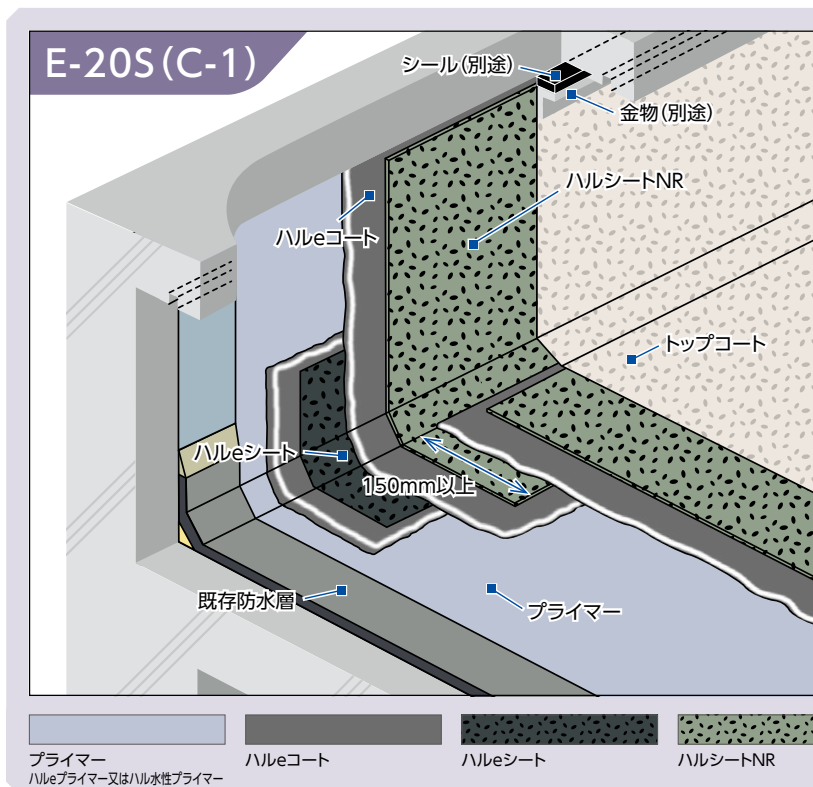 E-20S(C-1)
シール(別途)
金物(別途)
ハルシートNR
ハルeコート
トップコート
ハルeシート
150mm以上
既存防水層
プライマー
プライマー
ハルeプライマー又はハル水性プライマー
ハルeコート
ハルeシート
ハルシートNR